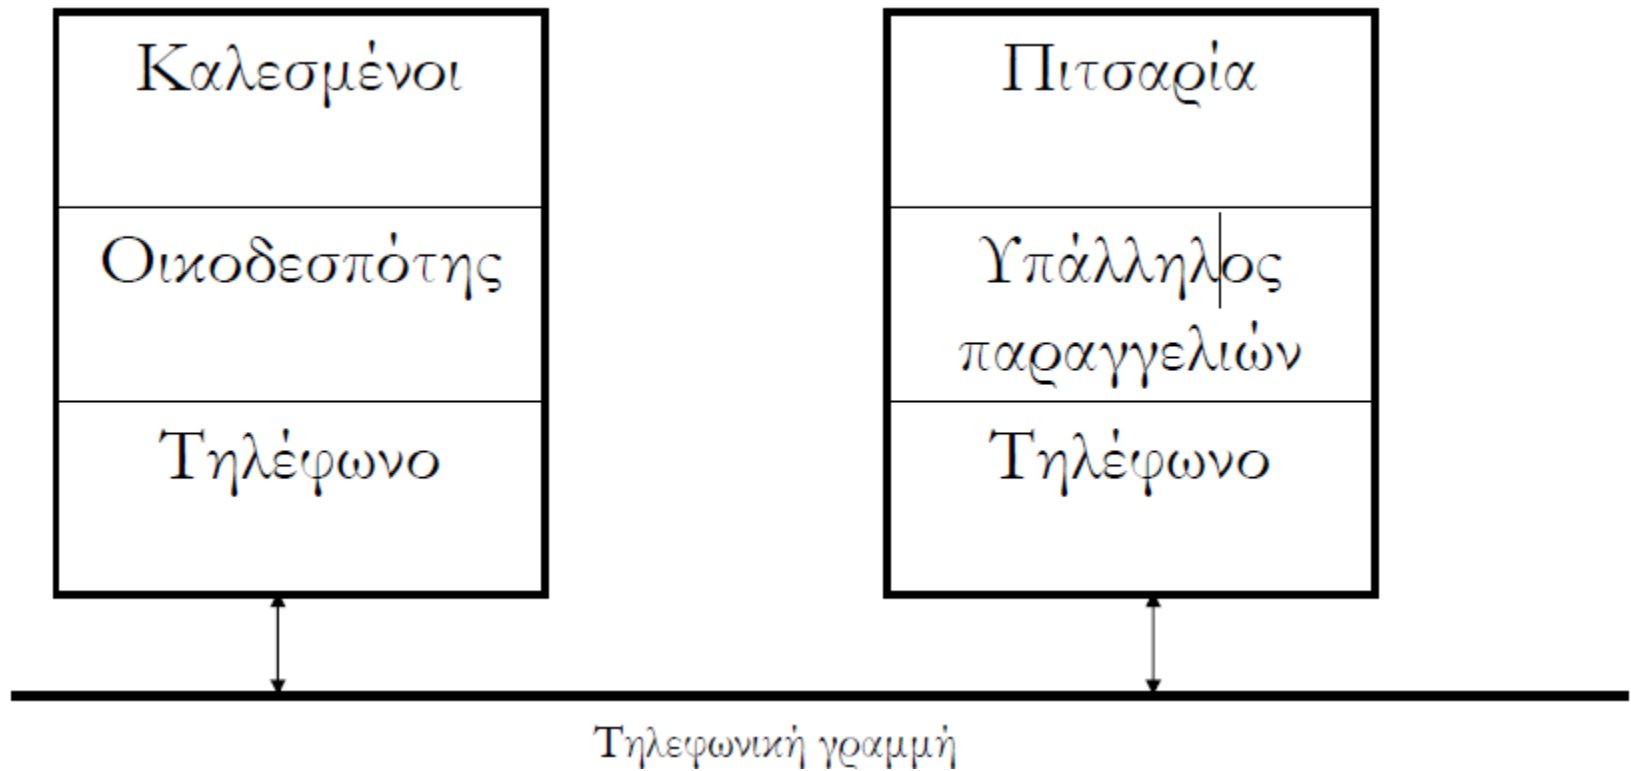 Καλεσμένοι
Οικοδεσπότης
Τηλέφωνο
Πιτσαρία
Υπάλληλος
παραγγελιών
Τηλέφωνο
Τηλεφωνική γραμμή